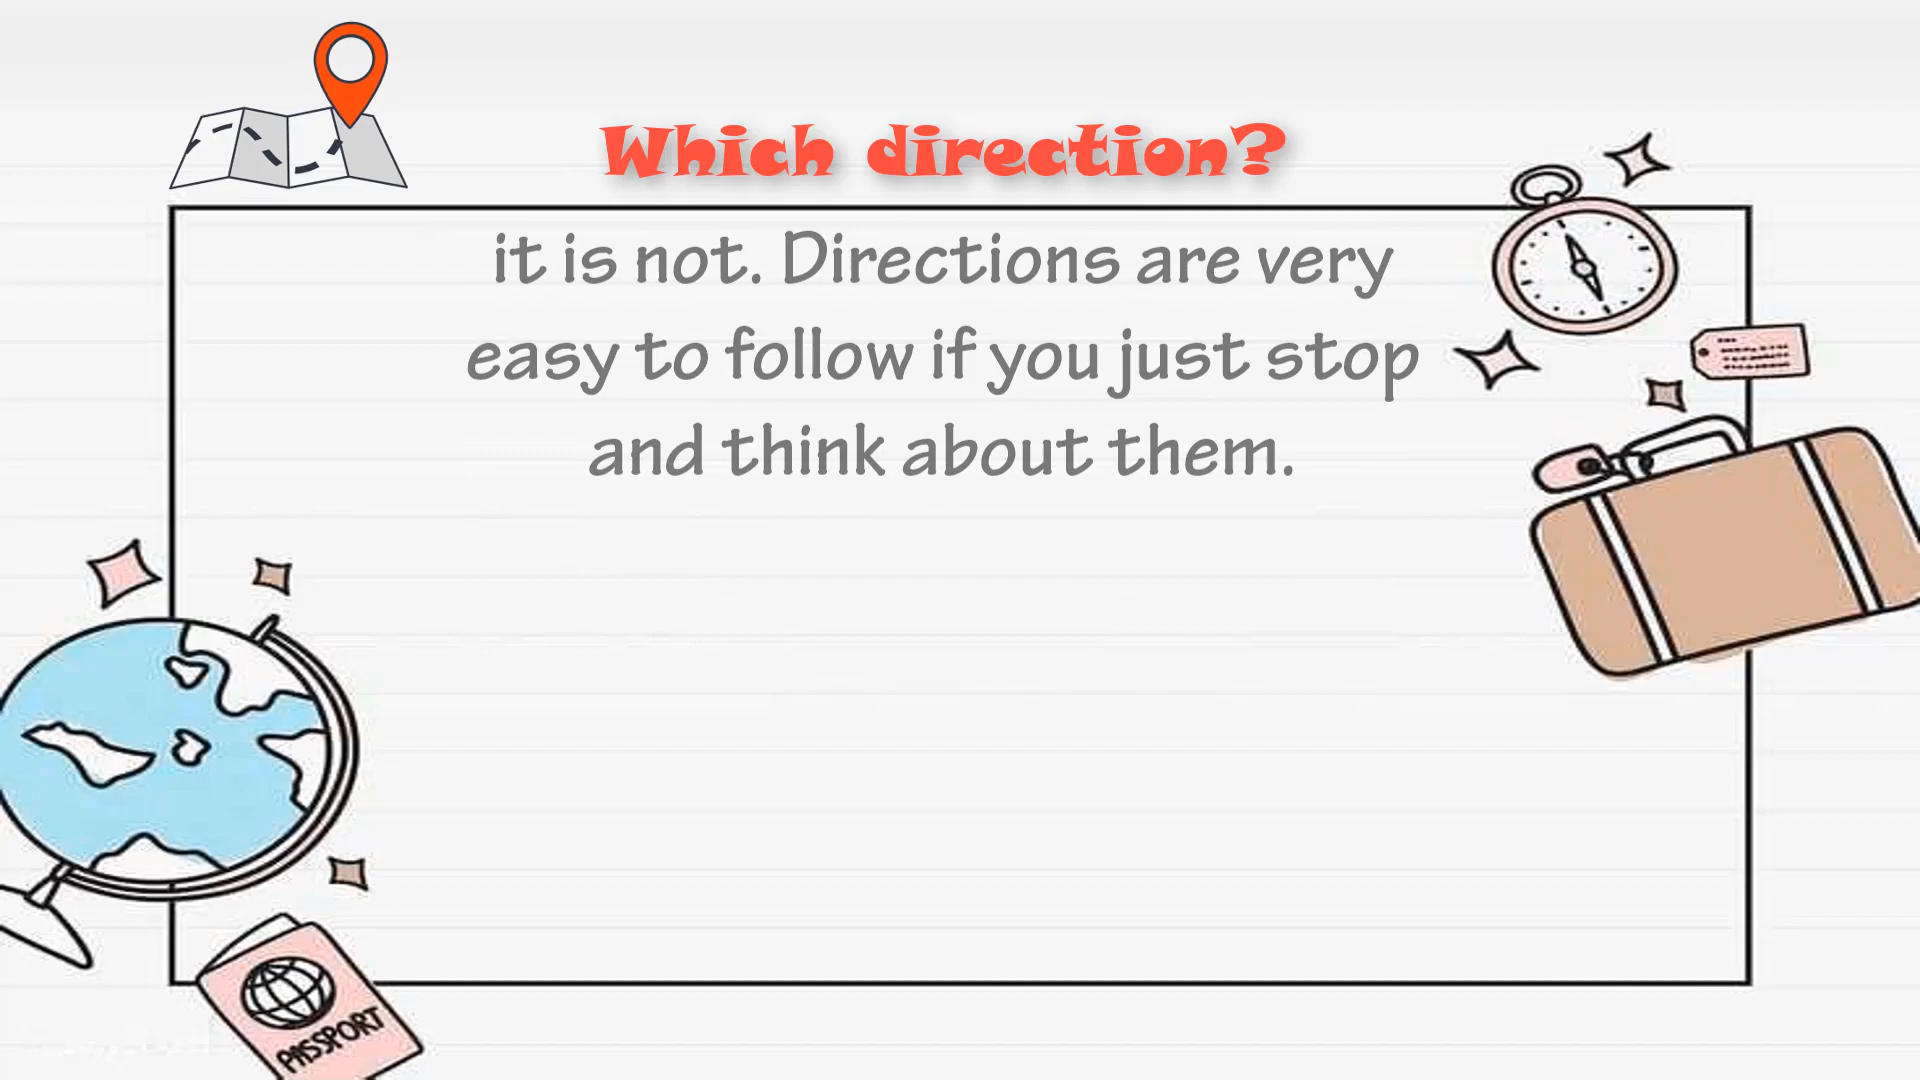 Which direction?
it is not. Directions are very
easy to follow if you just stop
and think about them.
PASSPORT